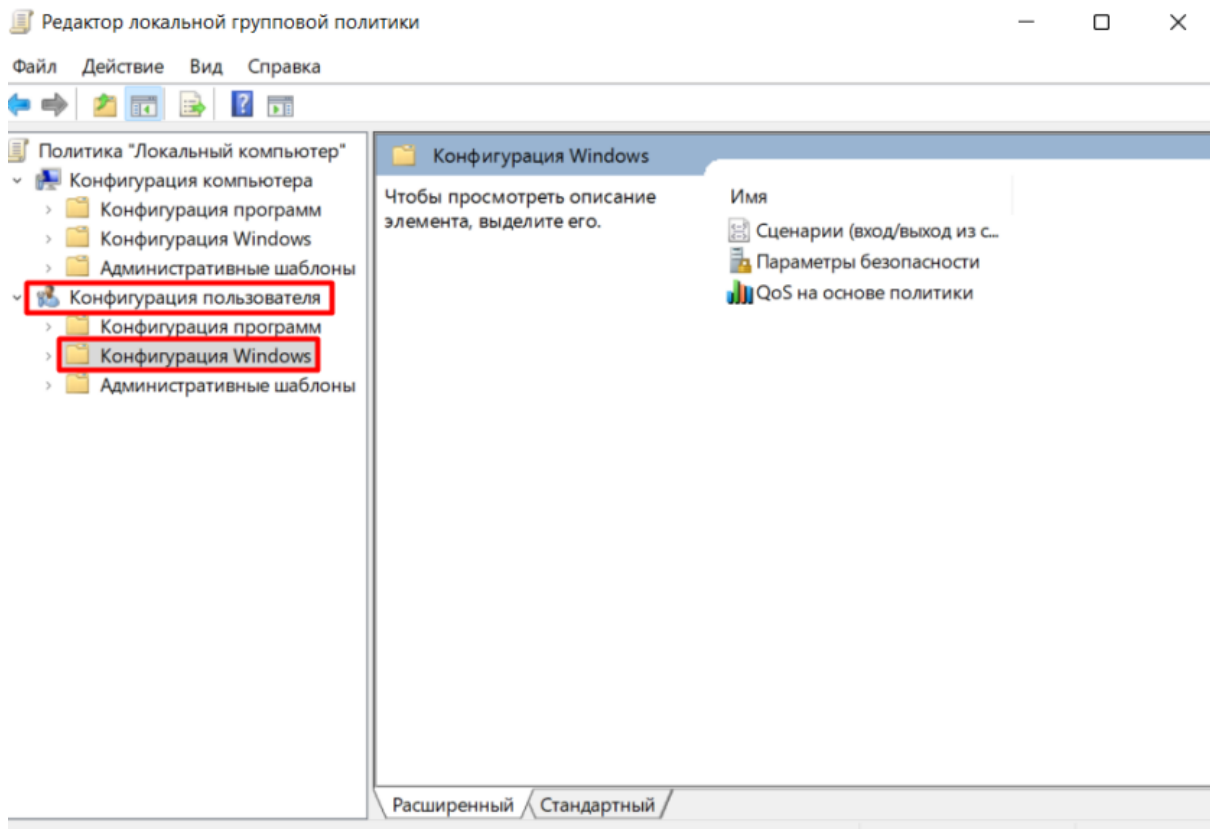 Редактор локальной групповой политики
Файл Действие Вид Справка
Политика "Локальный компьютер"
Конфигурация компьютера
Конфигурация программ
Конфигурация Windows
Административные шаблоны
Конфигурация пользователя
Конфигурация программ
Конфигурация Windows
Административные шаблоны
Конфигурация Windows
Чтобы просмотреть описание
элемента, выделите его.
Имя
Сценарии (вход/выход из с...
Параметры безопасности
QoS на основе политики
Расширенный Стандартный